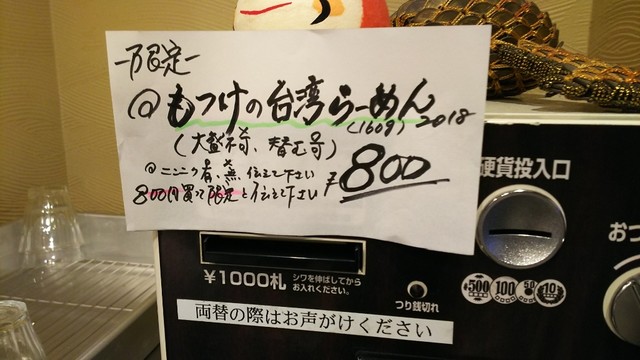 -限定-
@もつけの台湾らーめん 2018
(160g)
(大盛不可、替玉可)
@ニンニク有、無、伝えて下さい
800円買って限定と伝えて下さい
¥800
硬貨投入口
¥1000札 シワを伸ばしてから
お入れください。
つり銭切れ
500 100 50 10
おつ
両替の際はお声がけください